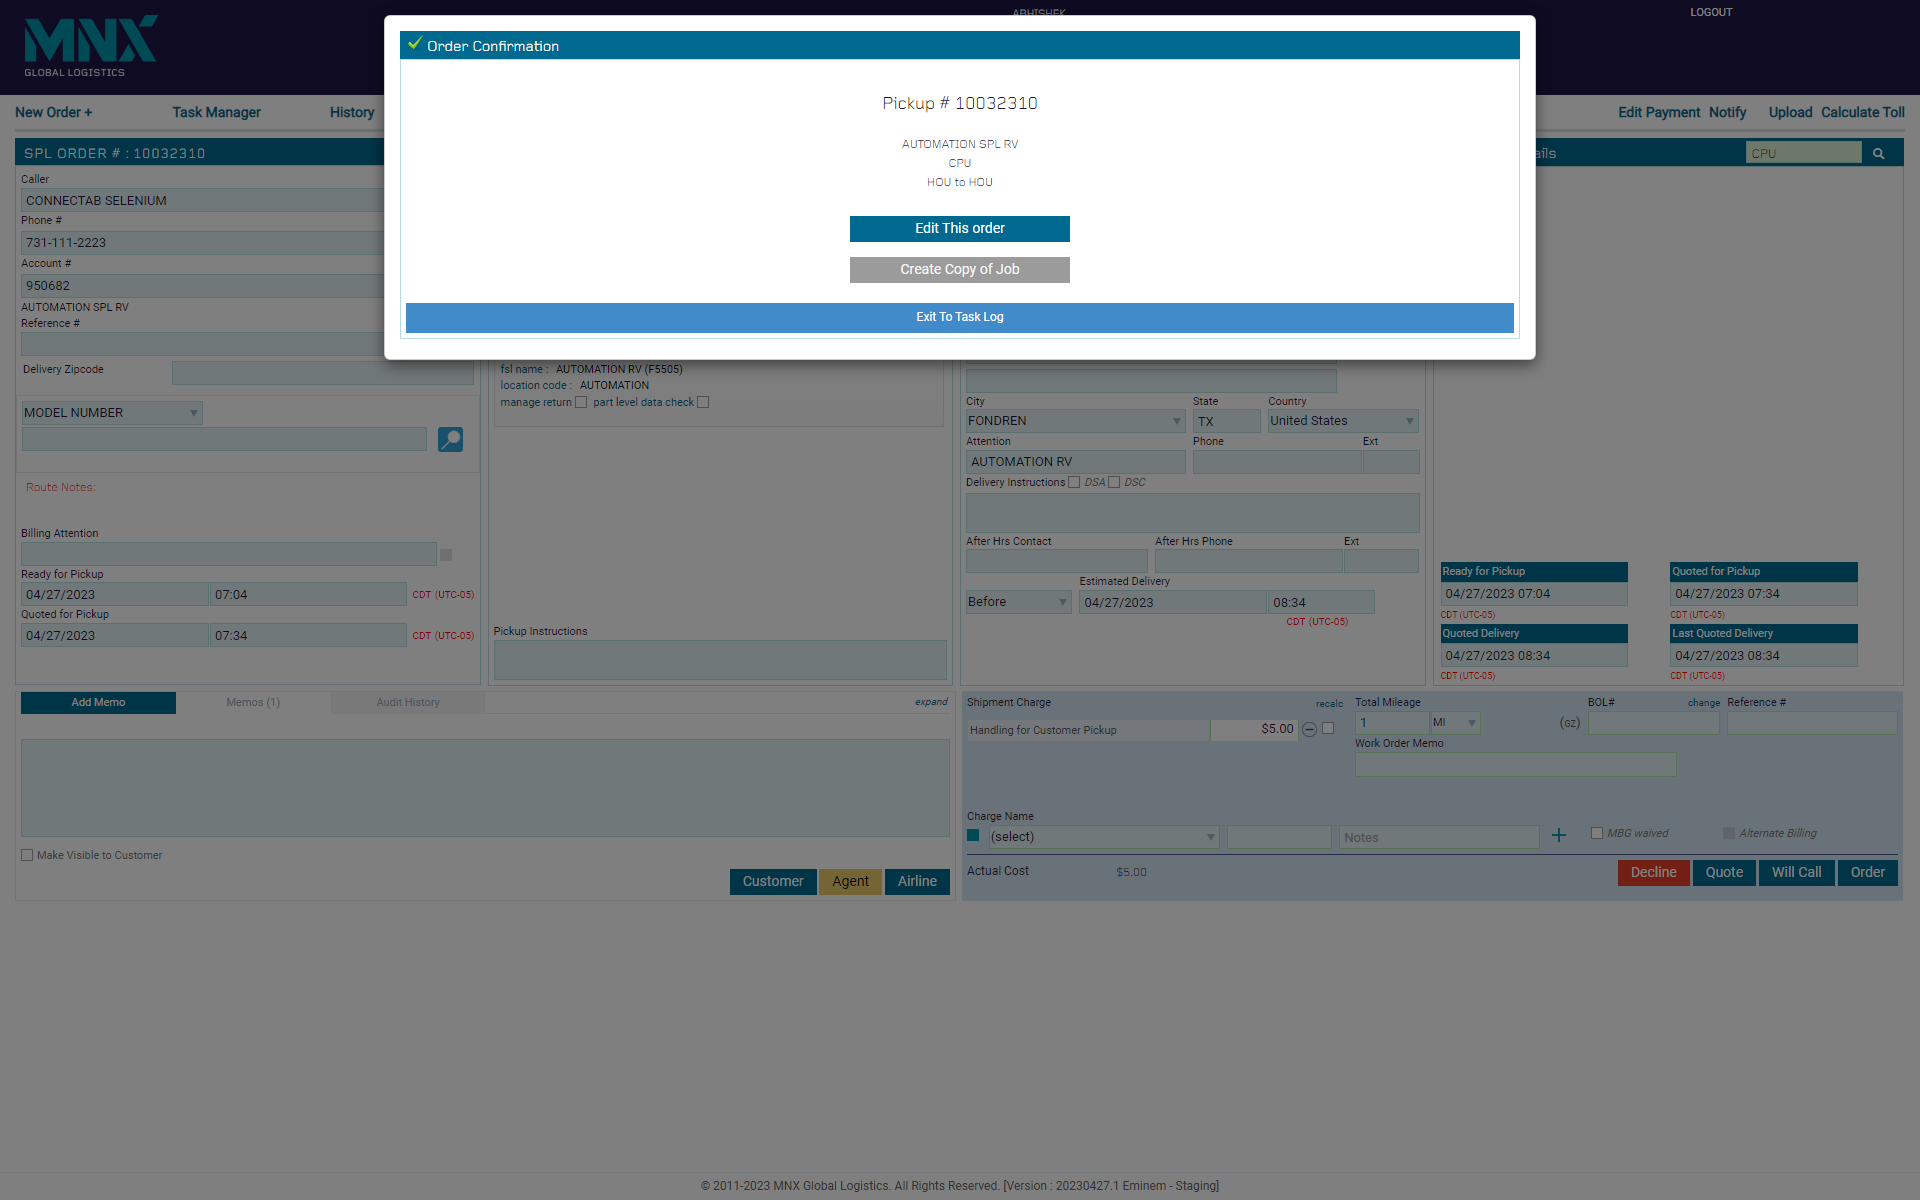 MNX
GLOBAL LOGISTICS
LOGOUT
Order Confirmation
Pickup # 10032310
AUTOMATION SPL RV
CPU
HOU to HOU
Edit This order
Create Copy of Job
Exit To Task Log
New Order +
Task Manager
History
Edit Payment
Notify
Upload
Calculate Toll
SPL ORDER # : 10032310
Caller
CONNECTAB SELENIUM
Phone #
731-111-2223
Account #
950682
AUTOMATION SPL RV
Reference #
Delivery Zipcode
MODEL NUMBER
Route Notes:
Billing Attention
Ready for Pickup
04/27/2023 07:04 CDT (UTC-05)
Quoted for Pickup
04/27/2023 07:34 CDT (UTC-05)
fsl name : AUTOMATION RV (F5505)
location code : AUTOMATION
manage return part level data check
Pickup Instructions
City State Country
FONDREN TX United States
Attention Phone Ext
AUTOMATION RV
Delivery Instructions DSA DSC
After Hrs Contact After Hrs Phone Ext
Estimated Delivery
Before 04/27/2023 08:34
CDT (UTC-05)
ails CPU
Ready for Pickup Quoted for Pickup
04/27/2023 07:04 04/27/2023 07:34
CDT (UTC-05) CDT (UTC-05)
Quoted Delivery Last Quoted Delivery
04/27/2023 08:34 04/27/2023 08:34
CDT (UTC-05) CDT (UTC-05)
Add Memo Memos (1) Audit History expand
Make Visible to Customer
Customer Agent Airline
Shipment Charge recalc Total Mileage BOL# change Reference #
Handling for Customer Pickup $5.00 1 MI (GZ)
Work Order Memo
Charge Name
(select) Notes MBG waived Alternate Billing
Actual Cost $5.00 Decline Quote Will Call Order
© 2011-2023 MNX Global Logistics. All Rights Reserved. [Version : 20230427.1 Eminem - Staging]